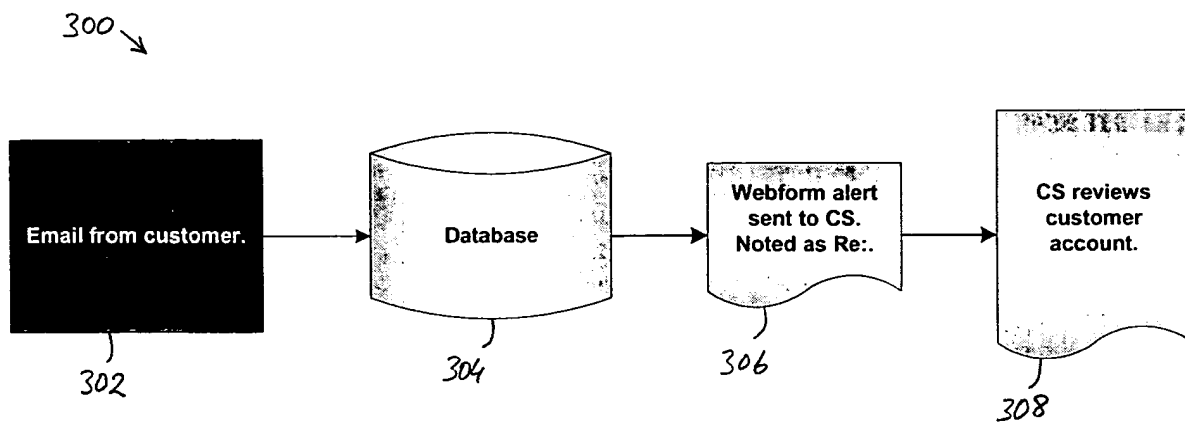 300
Email from customer.
Database
Webform alert
sent to CS.
Noted as Re:.
CS reviews
customer
account.
302
304
306
308